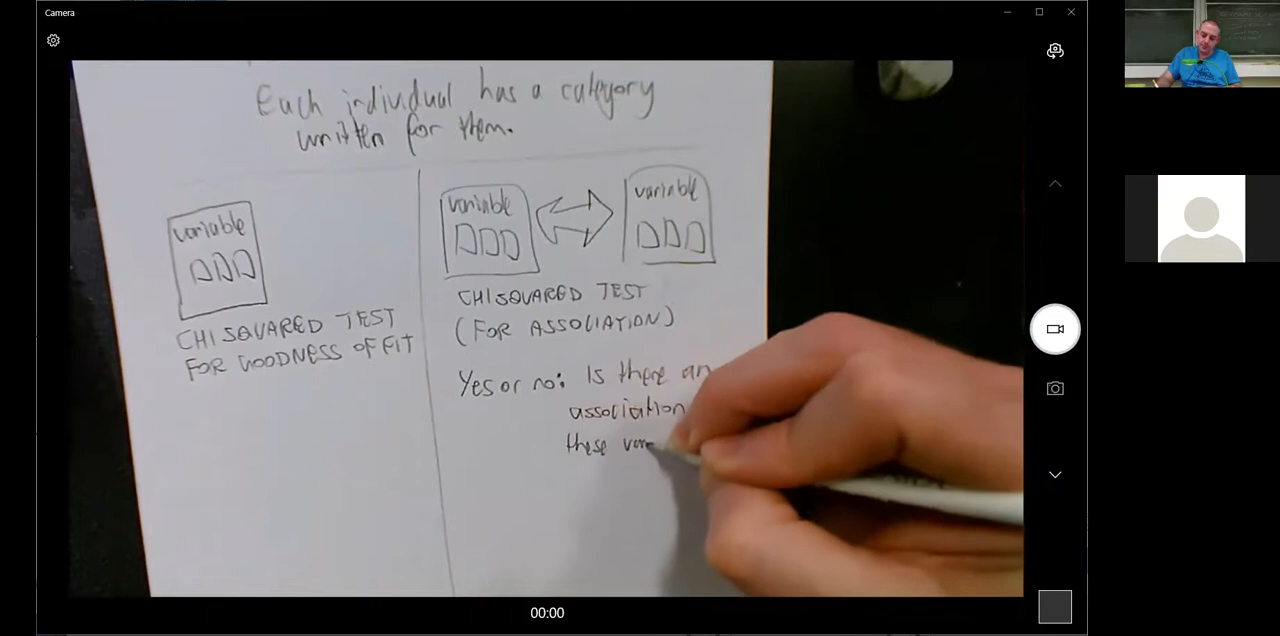 Camera
Each individual has a category
written for them.
variable
CHI SQUARED TEST
FOR GOODNESS OF FIT
variable
variable
CHI SQUARED TEST
(FOR ASSOCIATION)
Yes or no: Is there an
association
these
00:00